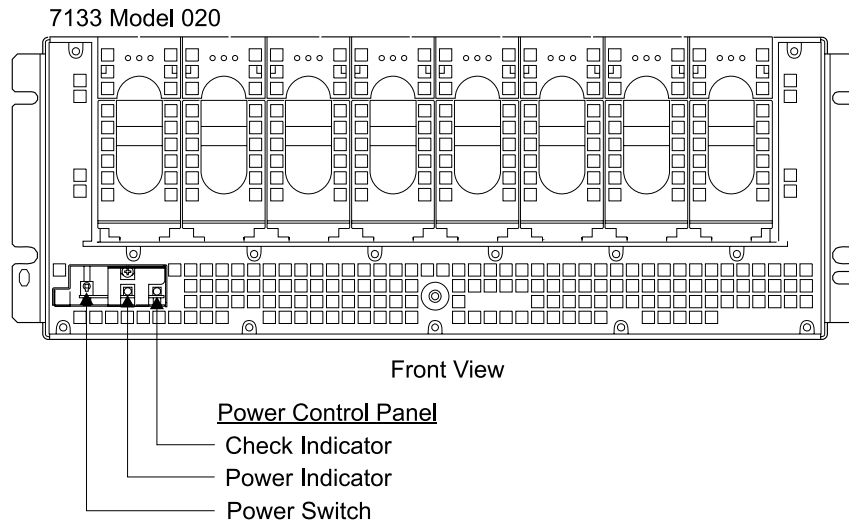 7133 Model 020
Front View
Power Control Panel
Check Indicator
Power Indicator
Power Switch